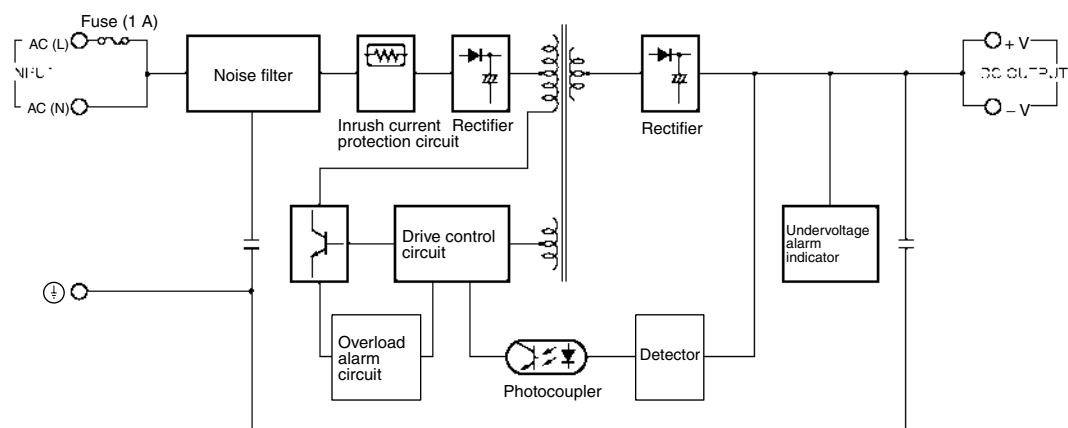 Fuse (1 A)
AC (L)
AC (N)
Noise filter
Inrush current
protection circuit
Rectifier
Rectifier
+ V
OUTPUT
– V
Drive control
circuit
Undervoltage
alarm
indicator
Overload
alarm
circuit
Photocoupler
Detector